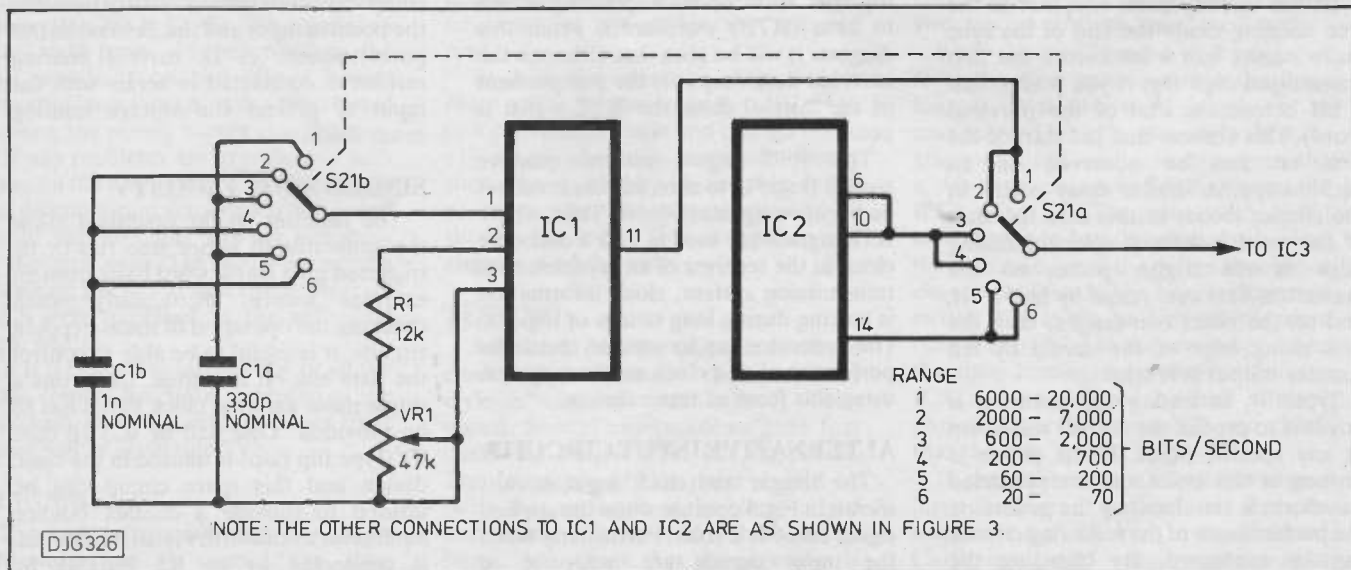 1
2
3
4
5
6
S21b
C1b
1n
NOMINAL
C1a
330p
NOMINAL
R1
12k
VR1
47k
IC1
1
2
3
11
IC2
6
10
14
1
2
3
4
5
6
S21a
TO IC3
RANGE
1 6000 – 20,000
2 2000 – 7,000
3 600 – 2,000
4 200 – 700
5 60 – 200
6 20 – 70
BITS/SECOND
NOTE: THE OTHER CONNECTIONS TO IC1 AND IC2 ARE AS SHOWN IN FIGURE 3.
DJG326